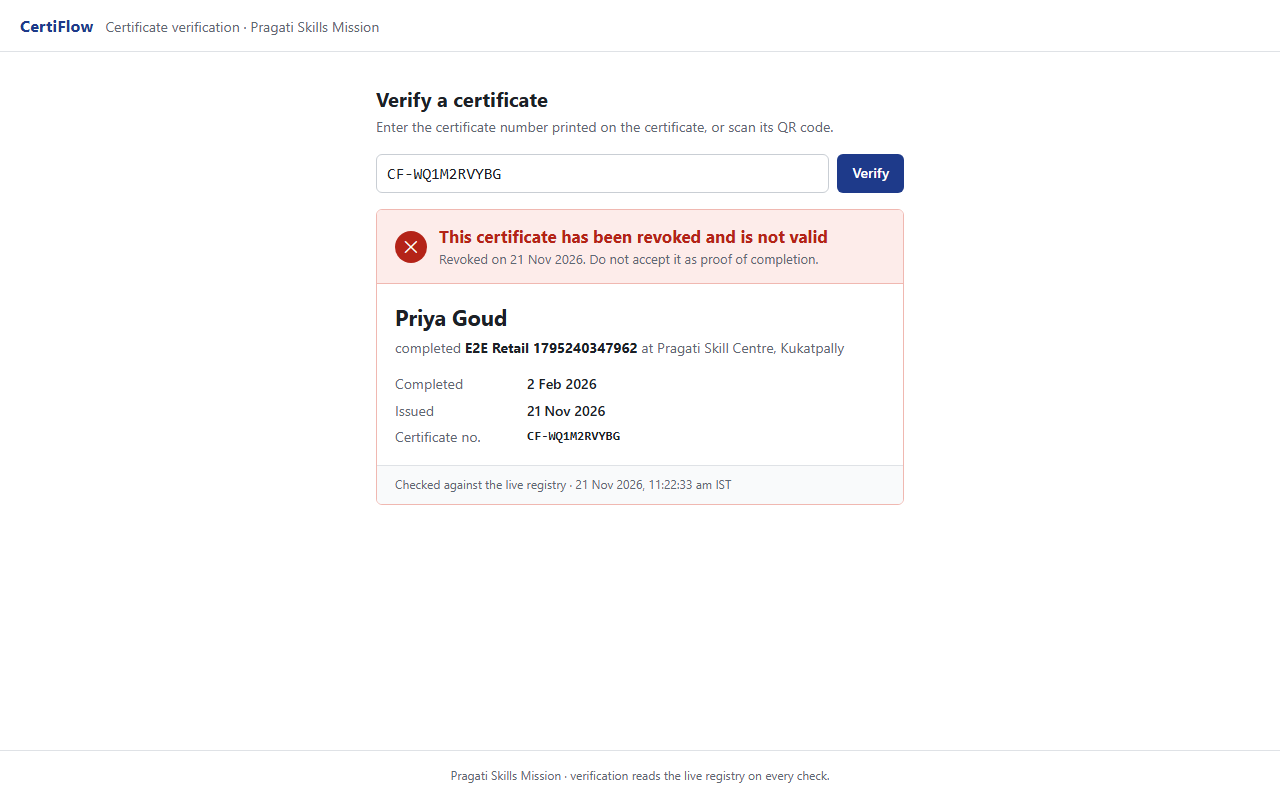 CertiFlow Certificate verification · Pragati Skills Mission
Verify a certificate
Enter the certificate number printed on the certificate, or scan its QR code.
CF-WQ1M2RVYBG Verify
This certificate has been revoked and is not valid
Revoked on 21 Nov 2026. Do not accept it as proof of completion.
Priya Goud
completed E2E Retail 1795240347962 at Pragati Skill Centre, Kukatpally
Completed 2 Feb 2026
Issued 21 Nov 2026
Certificate no. CF-WQ1M2RVYBG
Checked against the live registry · 21 Nov 2026, 11:22:33 am IST
Pragati Skills Mission · verification reads the live registry on every check.